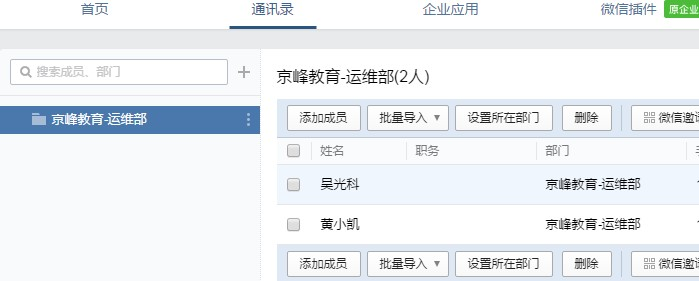 首页 通讯录 企业应用 微信插件 原企业
搜索成员、部门
京峰教育-运维部(2人)
京峰教育-运维部
添加成员 批量导入 设置所在部门 删除 微信邀
姓名 职务 部门
吴光科 京峰教育-运维部
黄小凯 京峰教育-运维部
添加成员 批量导入 设置所在部门 删除 微信邀